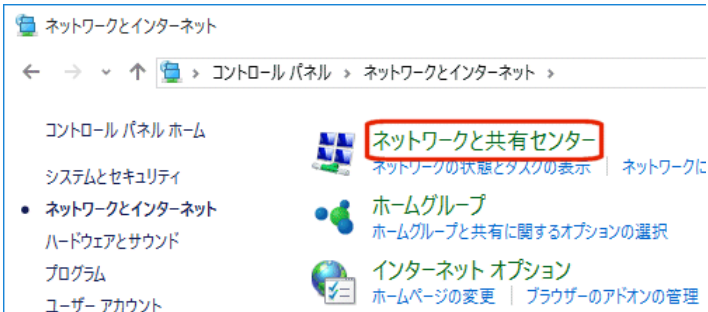 ネットワークとインターネット
コントロール パネル › ネットワークとインターネット ›
コントロール パネル ホーム
システムとセキュリティ
ネットワークとインターネット
ハードウェアとサウンド
プログラム
ユーザー アカウント
ネットワークと共有センター
ネットワークの状態とタスクの表示 | ネットワークに
ホームグループ
ホームグループと共有に関するオプションの選択
インターネット オプション
ホームページの変更 | ブラウザーのアドオンの管理